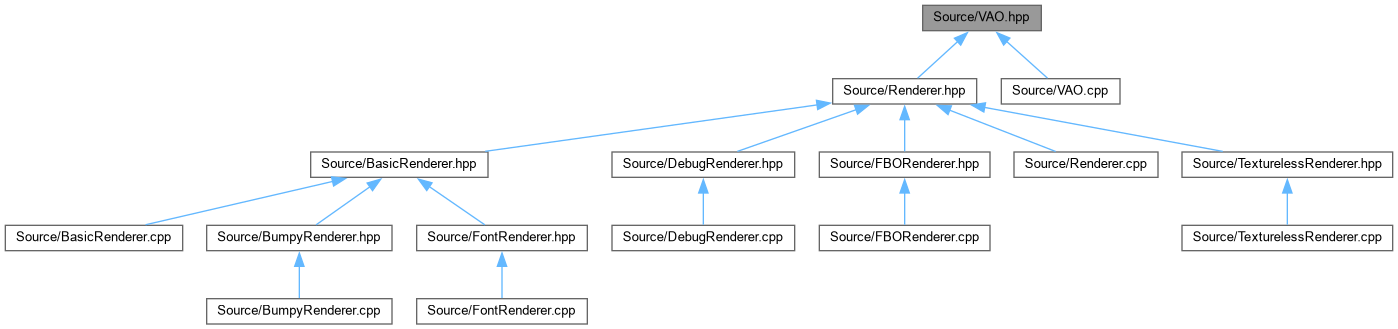 Source/VAO.hpp
Source/Renderer.hpp
Source/VAO.cpp
Source/BasicRenderer.hpp
Source/DebugRenderer.hpp
Source/FBORenderer.hpp
Source/Renderer.cpp
Source/TexturelessRenderer.hpp
Source/BasicRenderer.cpp
Source/BumpyRenderer.hpp
Source/FontRenderer.hpp
Source/DebugRenderer.cpp
Source/FBORenderer.cpp
Source/TexturelessRenderer.cpp
Source/BumpyRenderer.cpp
Source/FontRenderer.cpp